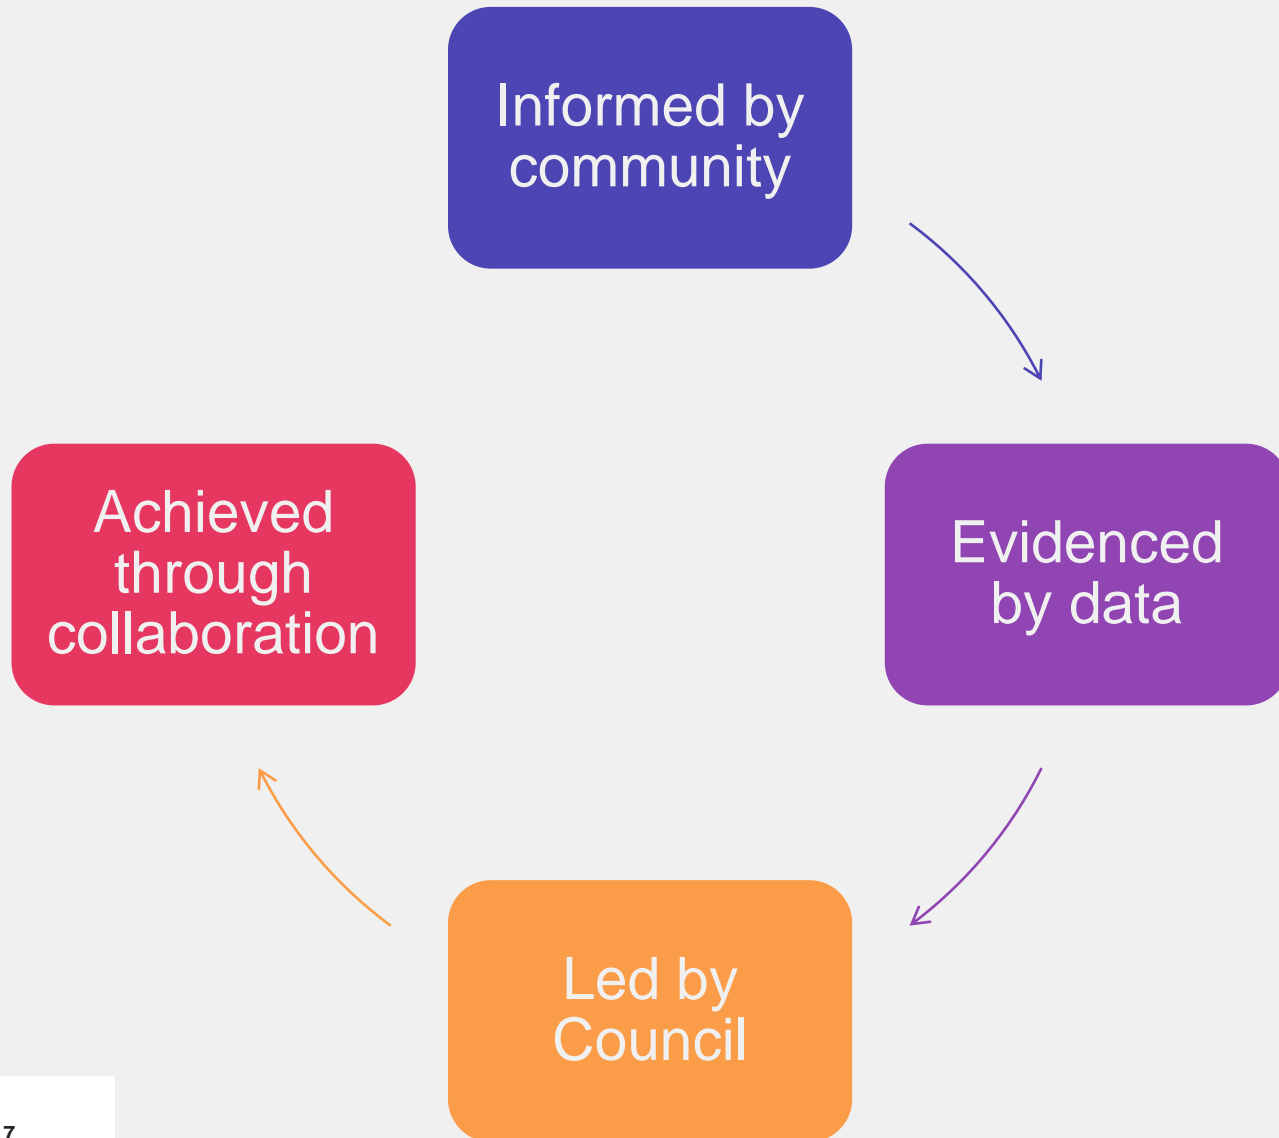 Informed by
community
Evidenced
by data
Led by
Council
Achieved
through
collaboration
7